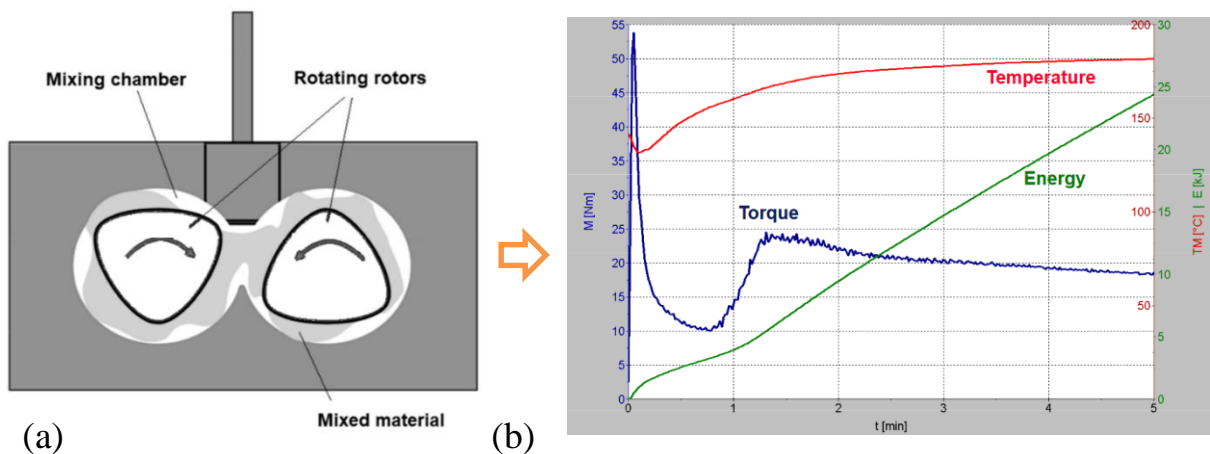 Mixing chamber
Rotating rotors
Mixed material
(a)
(b)
M [Nm]
55
50
45
40
35
30
25
20
15
10
5
0
Temperature
Energy
Torque
200
150
100
50
TM [°C] | E [kJ]
30
25
20
15
10
5
0
0
1
2
3
4
5
t [min]